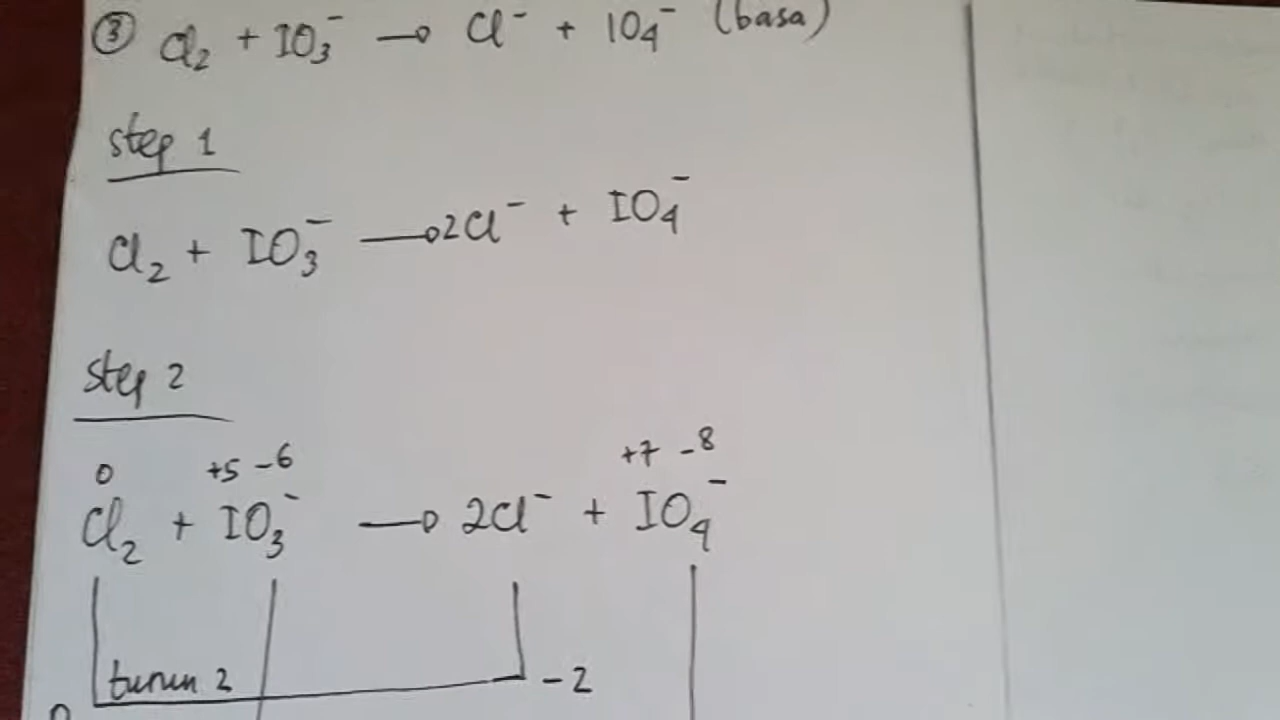 ③ Cl₂ + IO₃⁻ → Cl⁻ + IO₄⁻ (basa)
step 1
Cl₂ + IO₃⁻ → 2Cl⁻ + IO₄⁻
step 2
0 +5 -6 +7 -8
Cl₂ + IO₃⁻ → 2Cl⁻ + IO₄⁻
turun 2 -2